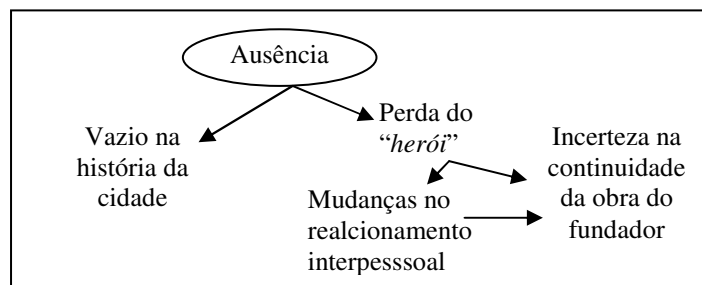 Ausência
Vazio na
história da
cidade
Perda do
“herói”
Mudanças no
realcionamento
interpesssoal
Incerteza na
continuidade
da obra do
fundador